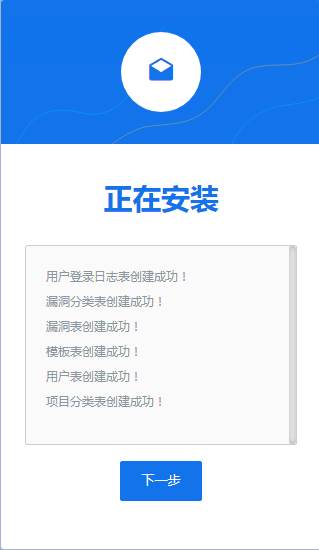 正在安装
用户登录日志表创建成功！
漏洞分类表创建成功！
漏洞表创建成功！
模板表创建成功！
用户表创建成功！
项目分类表创建成功！
下一步